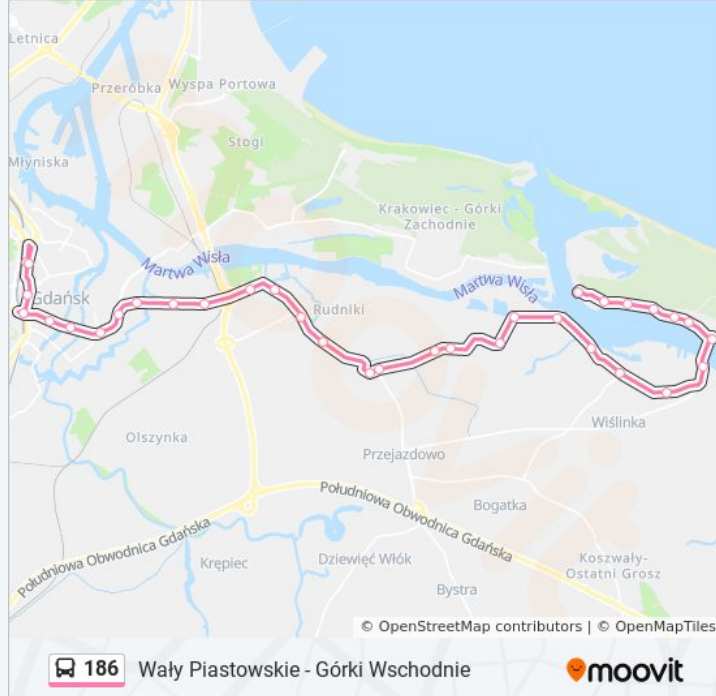 Letnica
Przeróbka
Wyspa Portowa
Stogi
Młyniska
Krakowiec - Górki
Zachodnie
Martwa Wisła
Martwa Wisła
Gdańsk
Rudniki
Wiślinka
Olszynka
Przejazdowo
Południowa Obwodnica Gdańska
Bogatka
Południowa Obwodnica Gdańska
Krępiec
Dziewięć Włók
Koszwały-
Ostatni Grosz
Bystra
© OpenStreetMap contributors | © OpenMapTiles
186 Wały Piastowskie - Górki Wschodnie
moovit